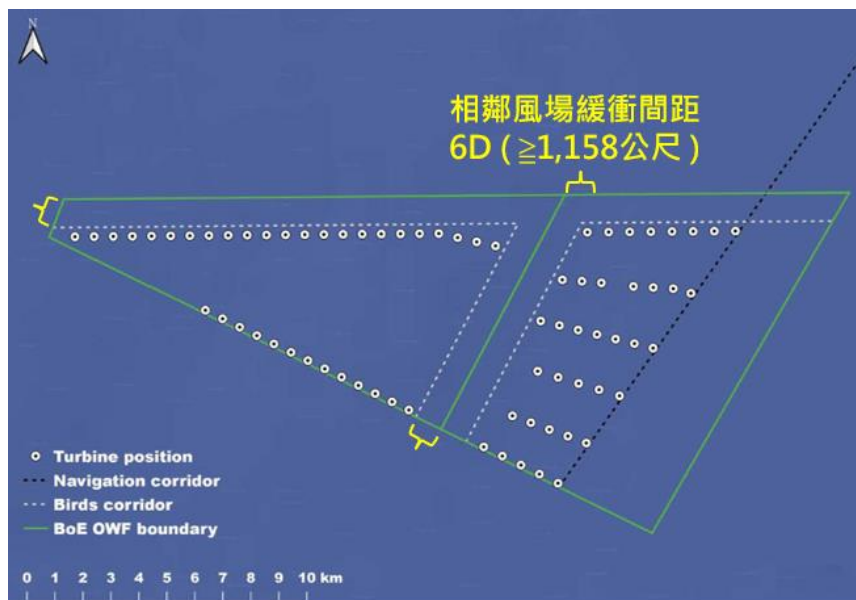 N
相鄰風場緩衝間距
6D ( ≧1,158公尺 )
Turbine position
Navigation corridor
Birds corridor
BoE OWF boundary
0 1 2 3 4 5 6 7 8 9 10 km